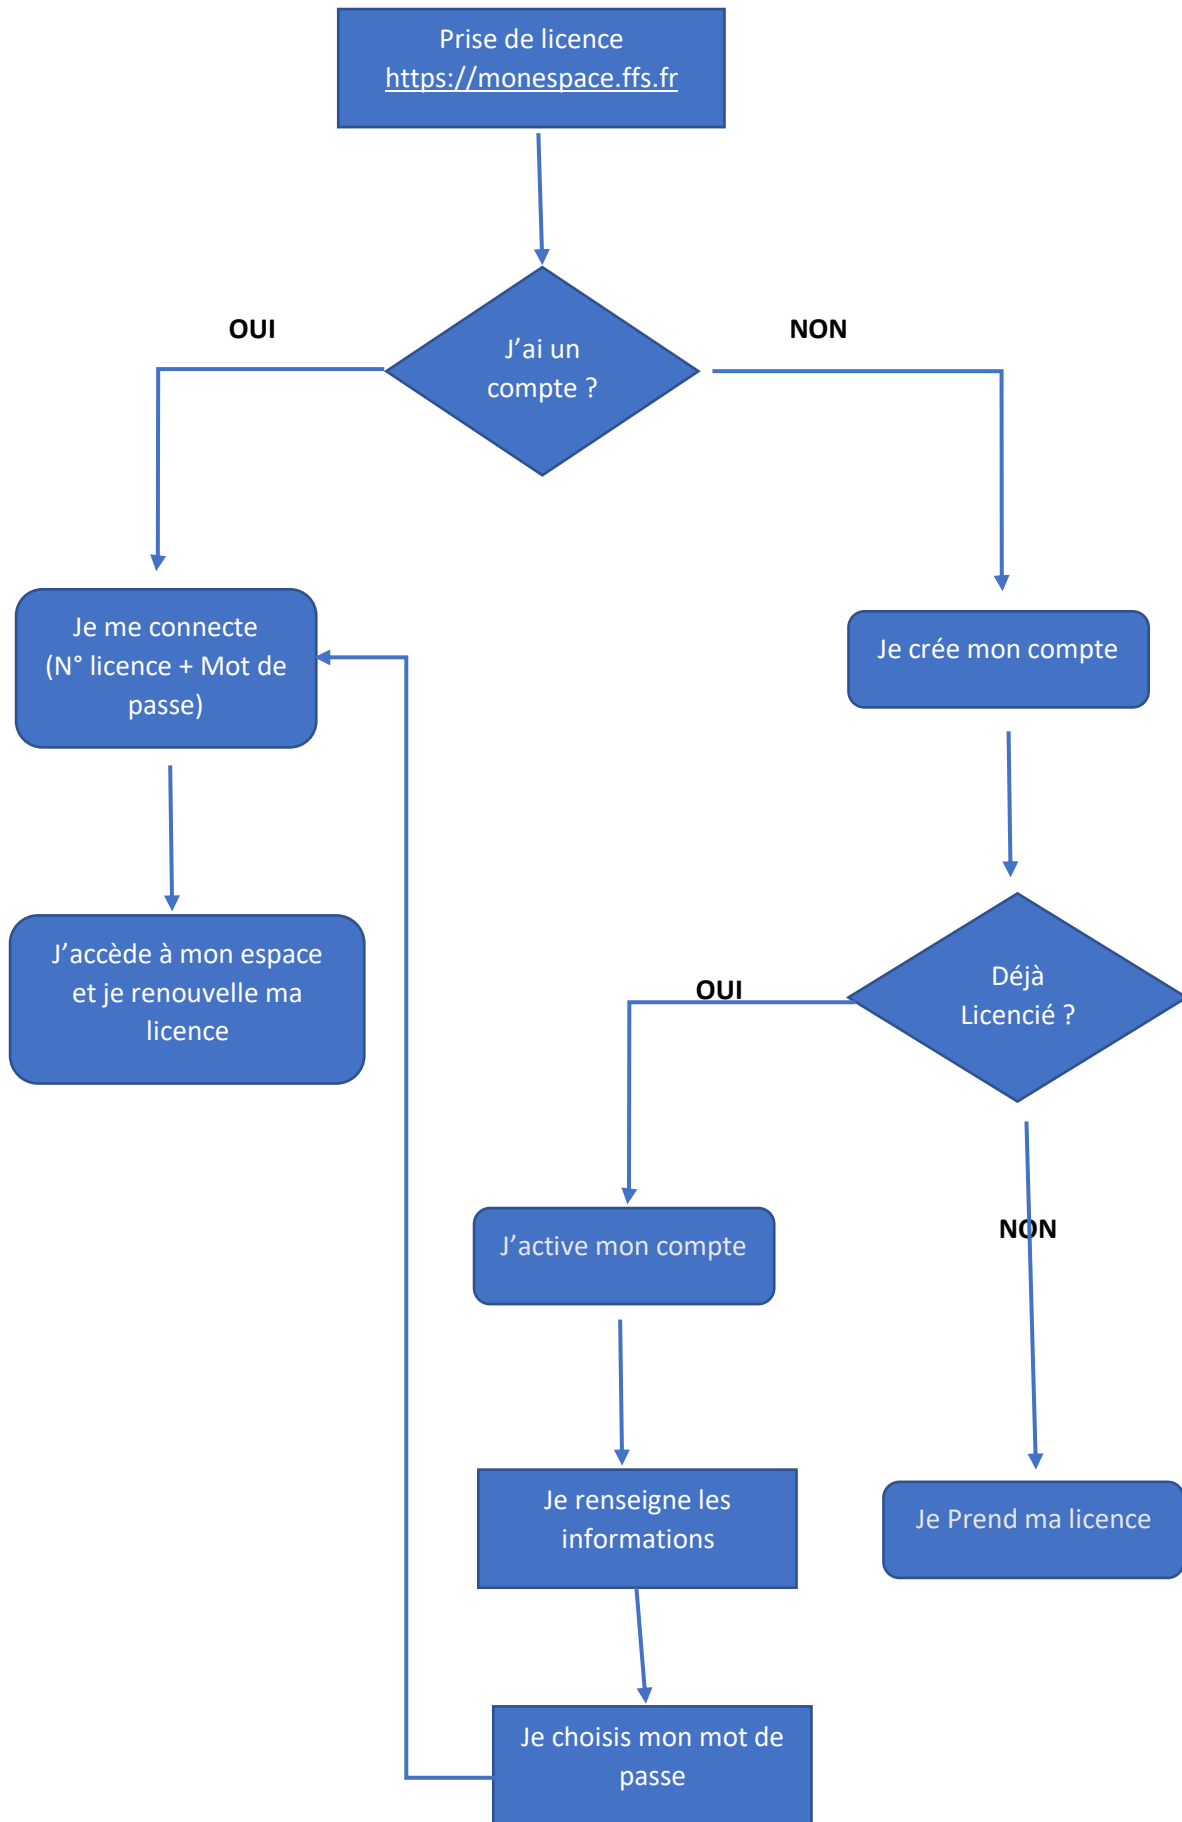 Prise de licence
https://monespace.ffs.fr
OUI
NON
J’ai un
compte ?
Je me connecte
(N° licence + Mot de
passe)
Je crée mon compte
J’accède à mon espace
et je renouvelle ma
licence
OUI
Déjà
Licencié ?
J’active mon compte
NON
Je renseigne les
informations
Je Prend ma licence
Je choisis mon mot de
passe